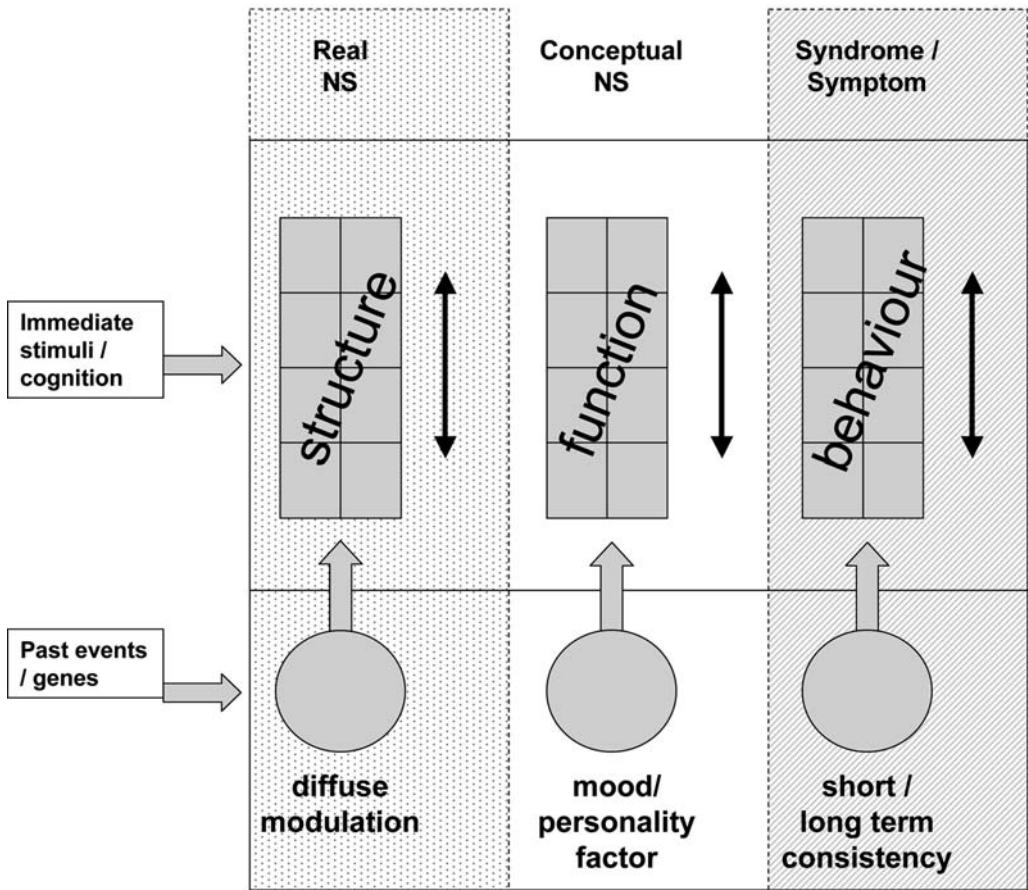 Real
NS
Conceptual
NS
Syndrome /
Symptom
Immediate
stimuli /
cognition
structure
function
behaviour
Past events
/ genes
diffuse
modulation
mood/
personality
factor
short /
long term
consistency